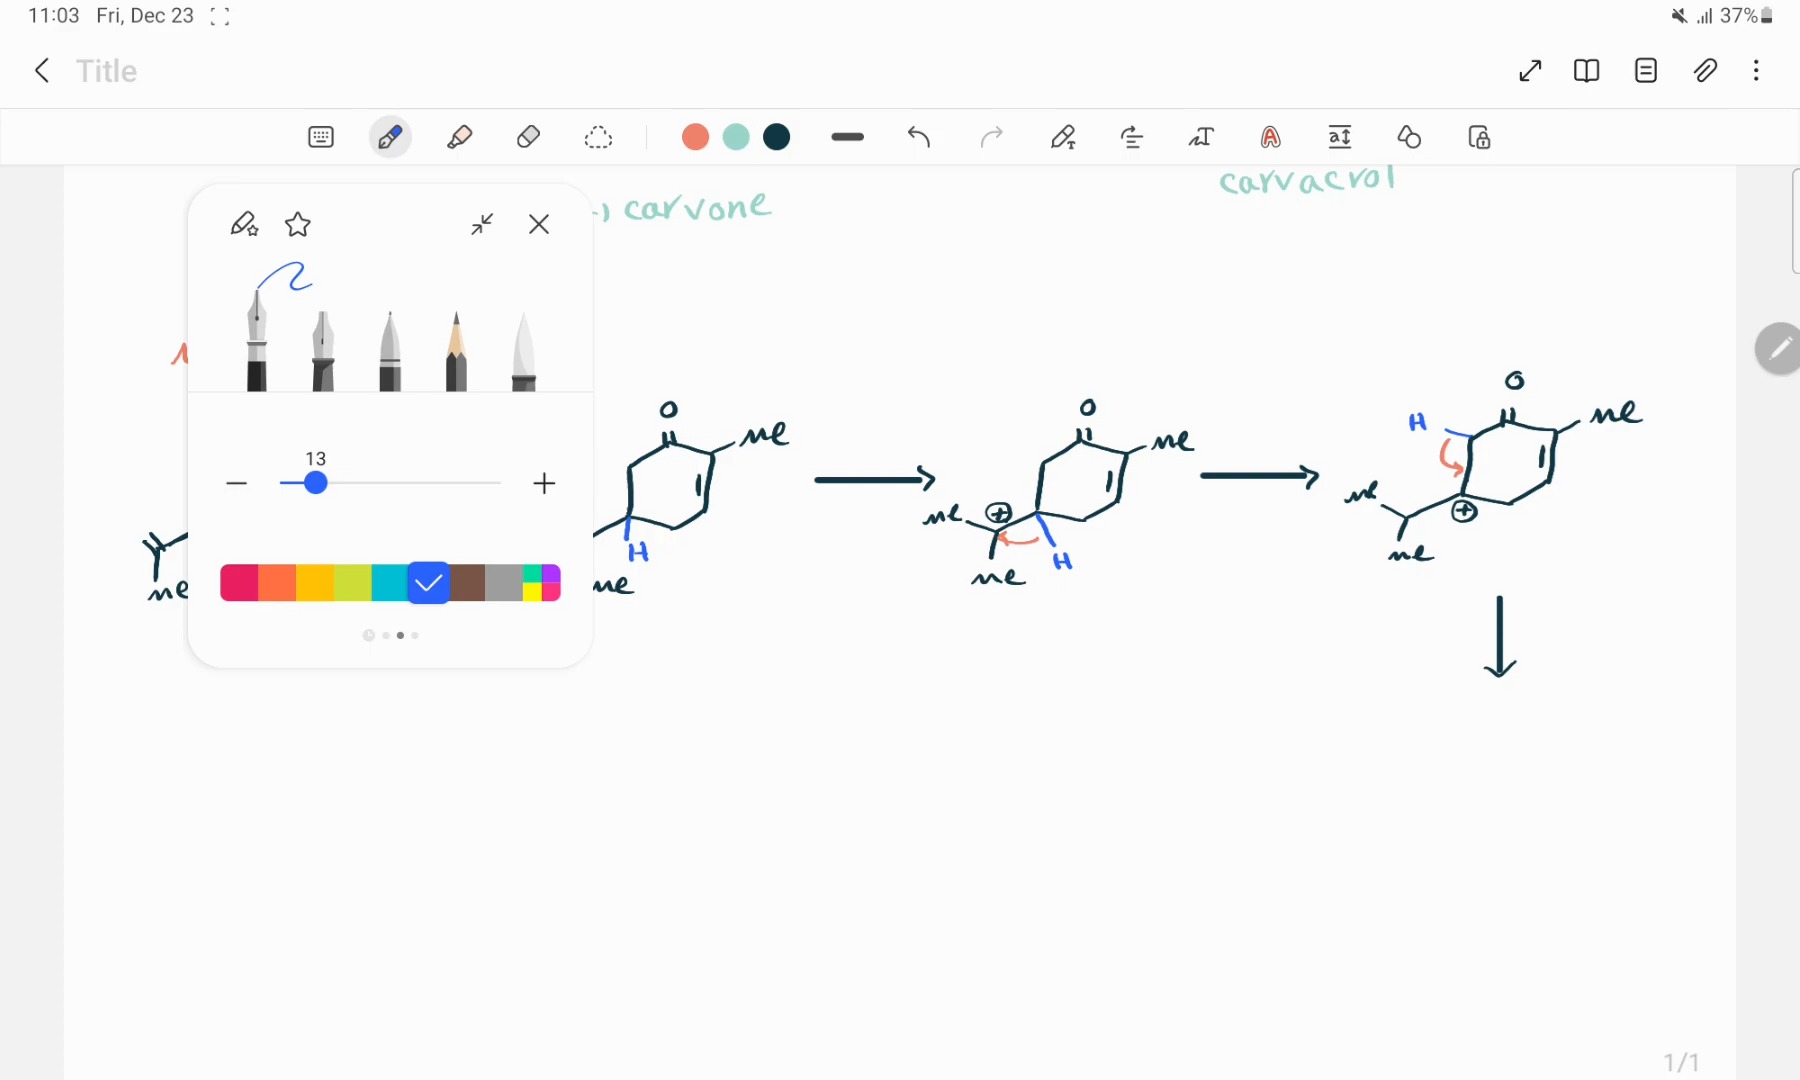 11:03 Fri, Dec 23
37%
Title
carvacrol
-) carvone
13
O
me
H
me
me
O
me
me
⊕
H
me
O
H
me
me
⊕
me
1/1